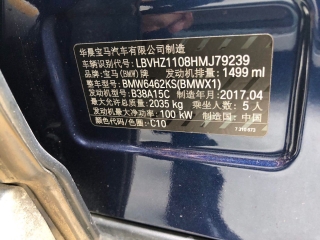 华晨宝马汽车有限公司制造
车辆识别代号: LBVHZ1108HMJ79239
发动机排量: 1499 ml
品牌: 宝马(BMW)牌
型号: BMW6462KS(BMWX1)
发动机型号: B38A15C 制造年月: 2017.04
最大允许总质量: 2035 kg 乘坐人数: 5 人
发动机最大净功率: 100 kW 制造国: 中国
颜色代码/色圈: C10